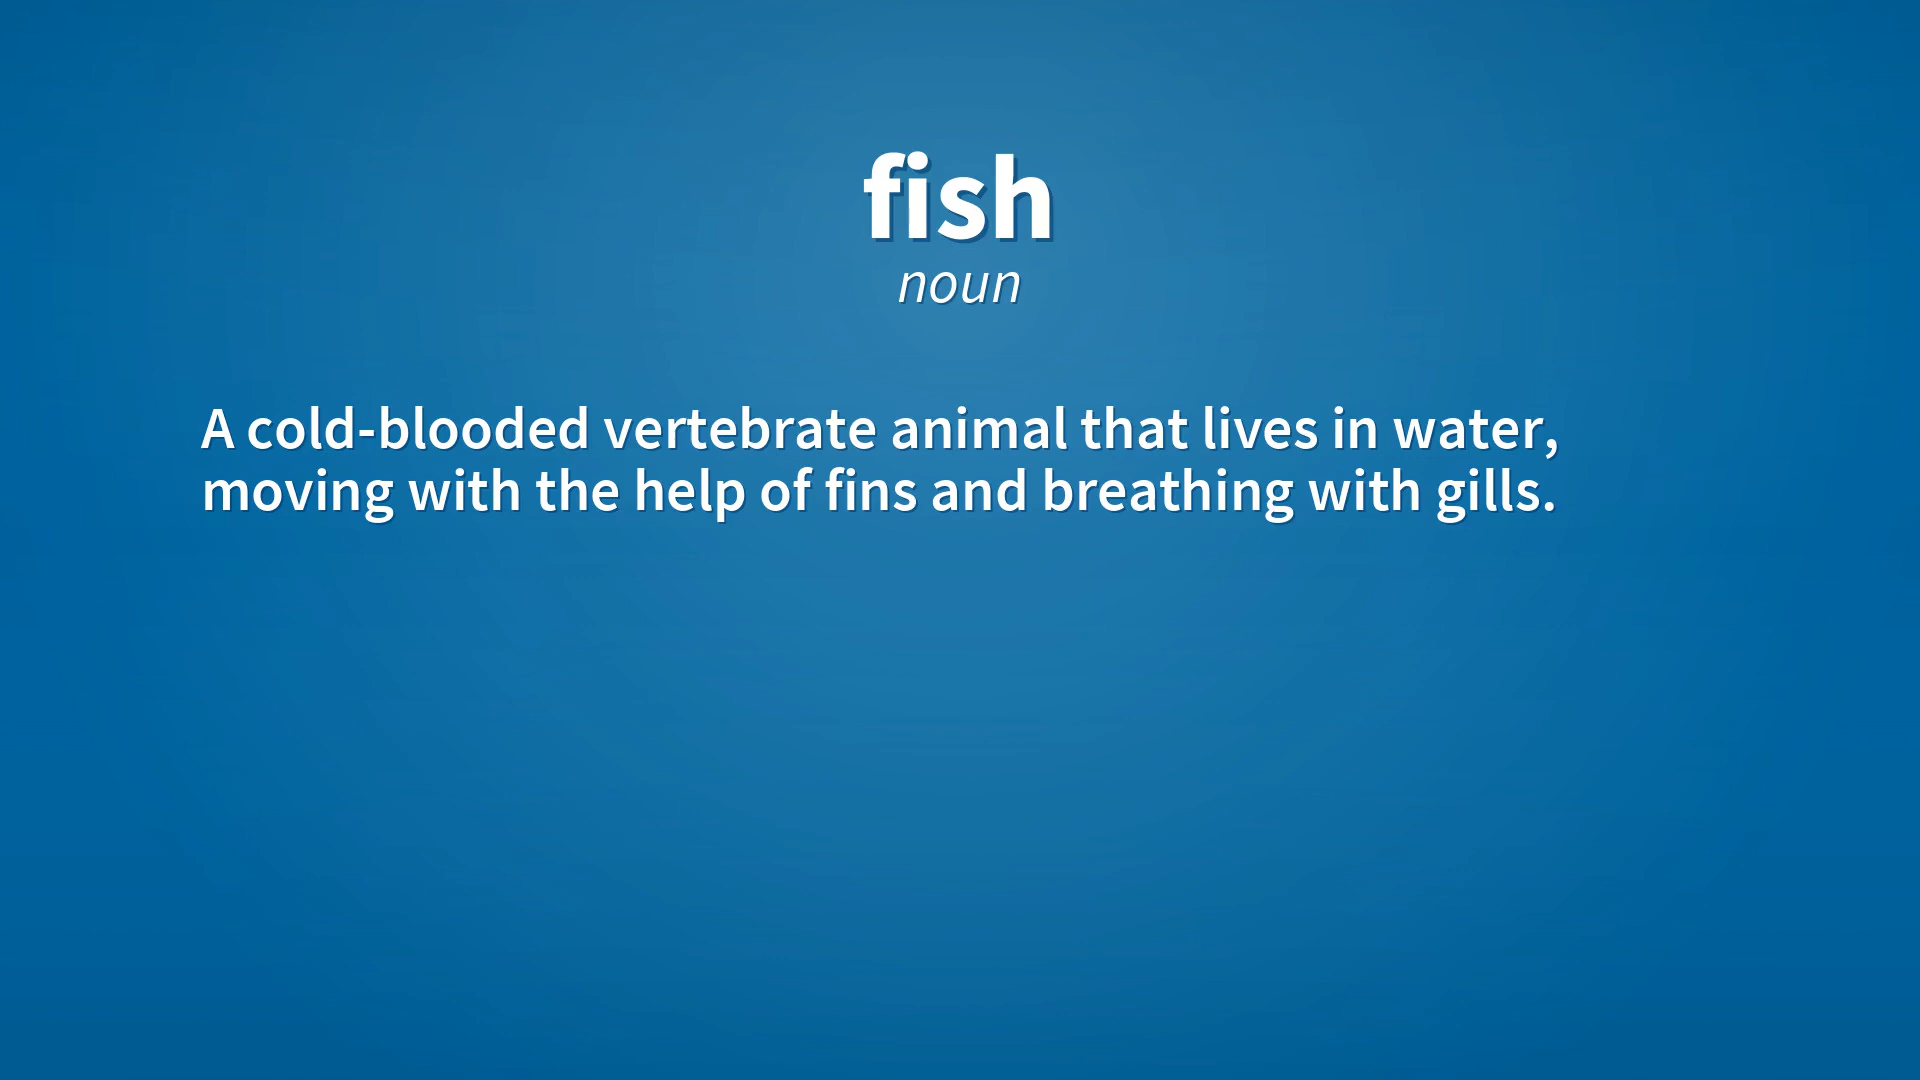 fish
noun
A cold-blooded vertebrate animal that lives in water,
moving with the help of fins and breathing with gills.